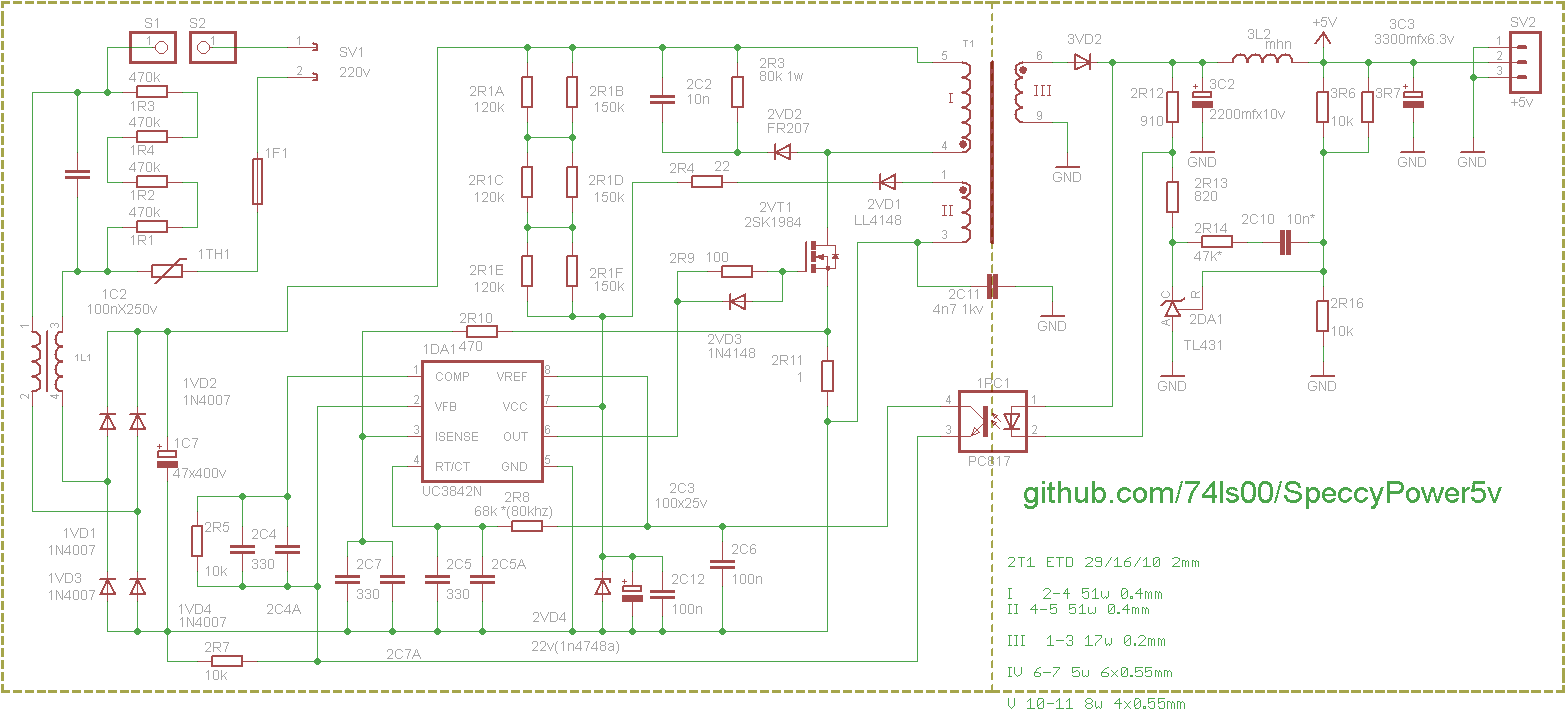 S1
S2
1
1
1
2
SV1
220v
470k
1R3
470k
1R4
470k
1R2
470k
1R1
1F1
1TH1
1C2
100nX250v
1
3
2
4
1L1
1VD2
1N4007
1C7
47x400v
1VD1
1N4007
1VD3
1N4007
1VD4
1N4007
2R5
10k
2C4
330
2C4A
2R7
10k
2R1A
120k
2R1B
150k
2R1C
120k
2R1D
150k
2R1E
120k
2R1F
150k
2C2
10n
2R3
80k 1w
2VD2
FR207
2R4
22
2VT1
2SK1984
2VD1
LL4148
2R9
100
2VD3
1N4148
2R10
470
2R11
1
1DA1
1
COMP
VREF
8
2
VFB
VCC
7
3
ISENSE
OUT
6
4
RT/CT
GND
5
UC3842N
2R8
68k *(80khz)
2C3
100x25v
2C7
330
2C7A
2C5
330
2C5A
2VD4
22v(1n4748a)
2C12
100n
2C6
100n
T1
5
I
4
1
II
3
6
III
9
GND
2C11
4n7 1kv
GND
3VD2
2R12
910
3C2
2200mfx10v
GND
3L2
mhn
+5V
3R6
10k
3R7
3C3
3300mfx6.3v
GND
SV2
1
2
3
+5v
GND
2R13
820
2R14
47k*
2C10
10n*
C
R
A
2DA1
TL431
GND
2R16
10k
GND
1PC1
4
3
1
2
PC817
github.com/74ls00/SpeccyPower5v
2T1 ETD 29/16/10 2mm
I 2-4 51w 0.4mm
II 4-5 51w 0.4mm
III 1-3 17w 0.2mm
IV 6-7 5w 6x0.55mm
V 10-11 8w 4x0.55mm